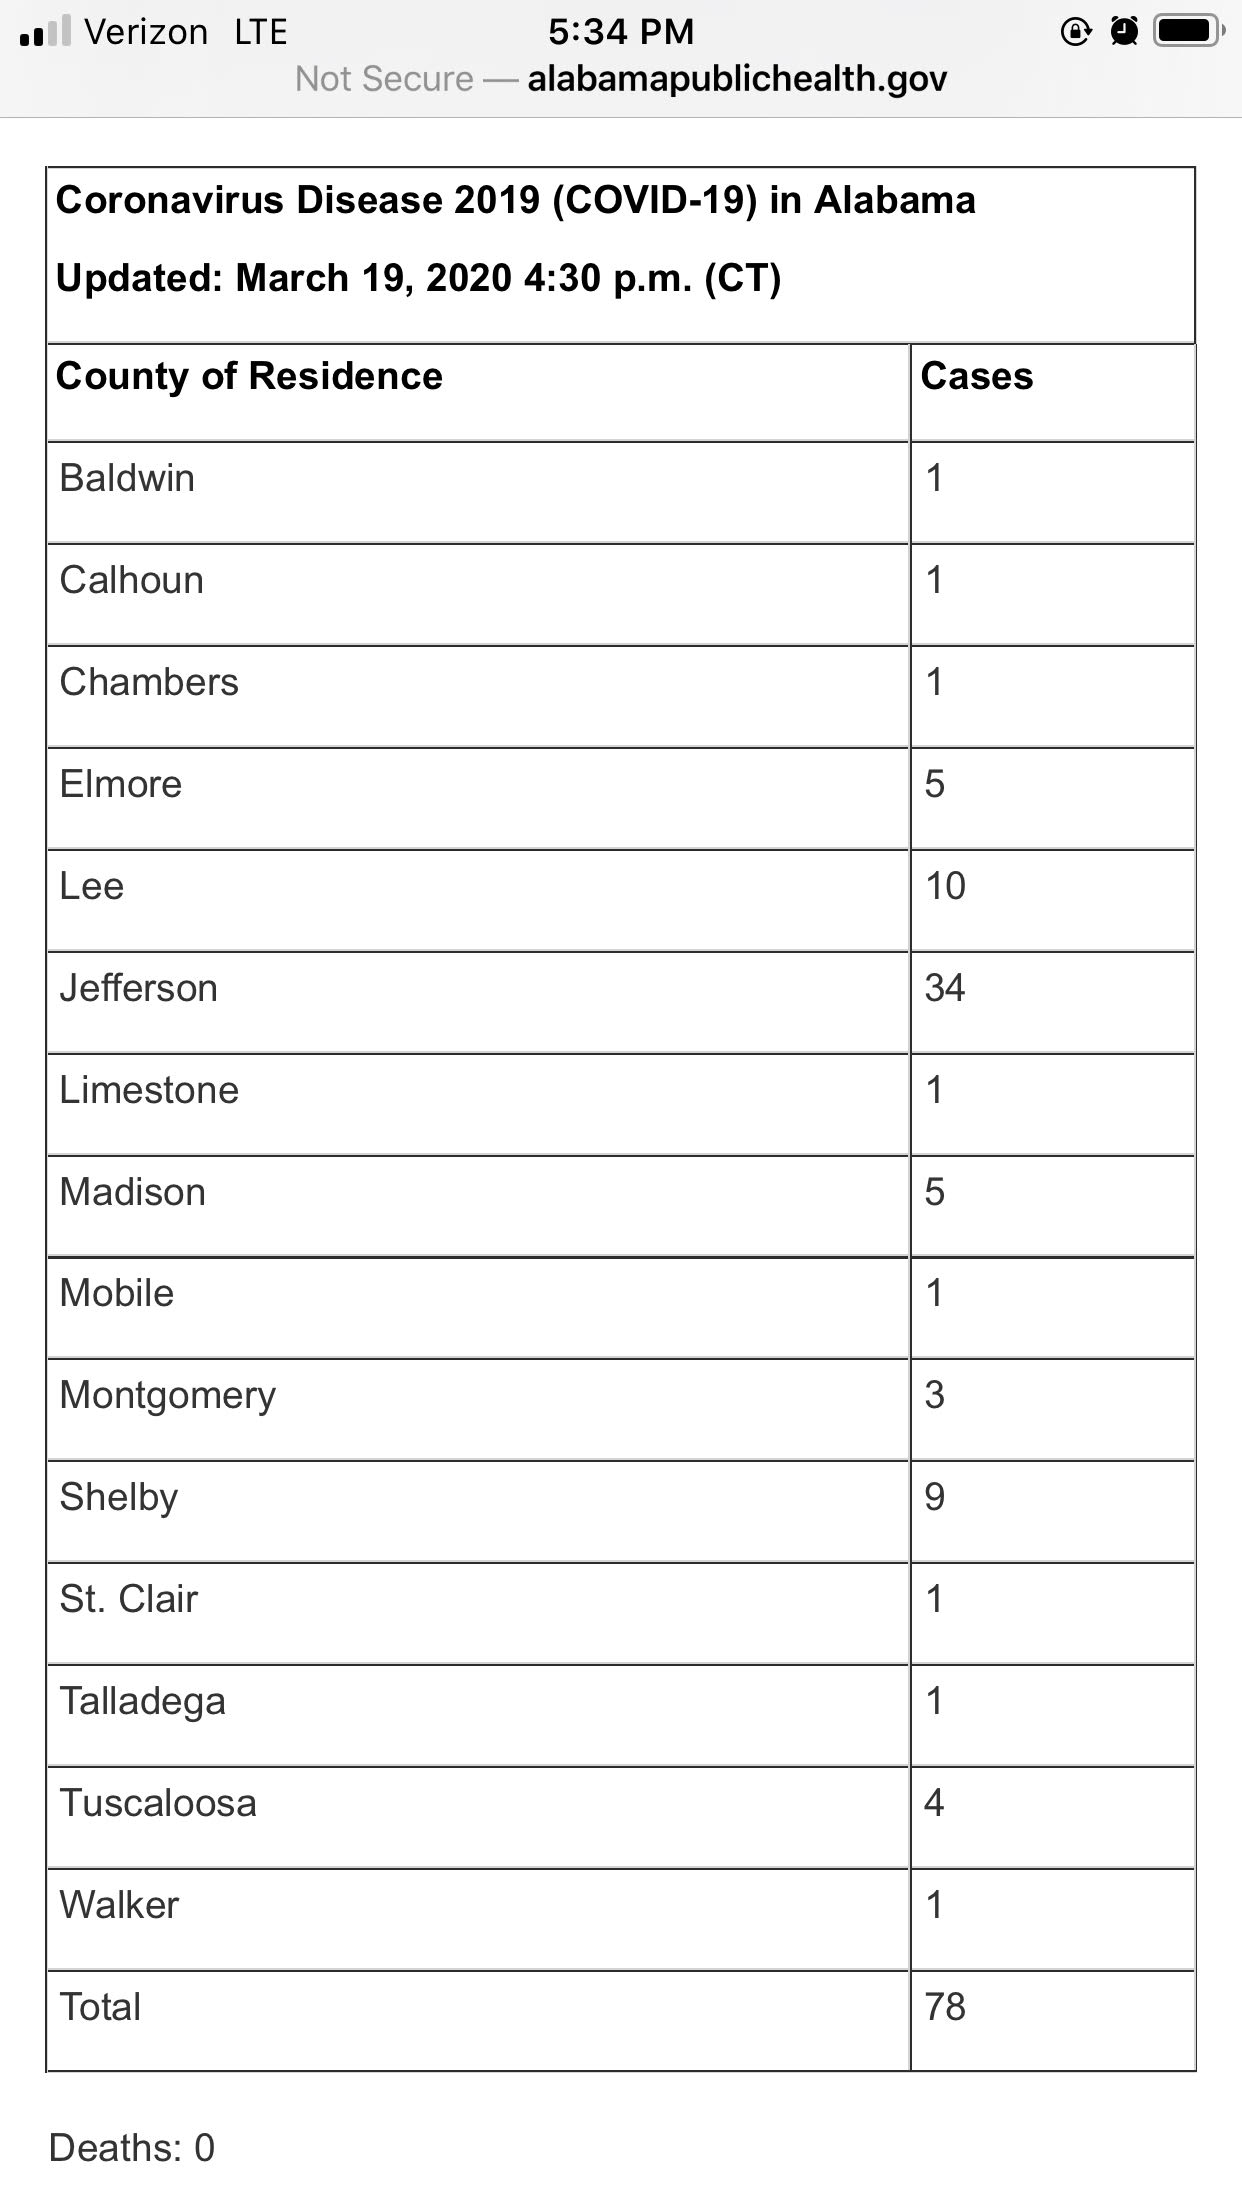 Verizon LTE 5:34 PM
Not Secure — alabamapublichealth.gov
Coronavirus Disease 2019 (COVID-19) in Alabama
Updated: March 19, 2020 4:30 p.m. (CT)
County of Residence Cases
Baldwin 1
Calhoun 1
Chambers 1
Elmore 5
Lee 10
Jefferson 34
Limestone 1
Madison 5
Mobile 1
Montgomery 3
Shelby 9
St. Clair 1
Talladega 1
Tuscaloosa 4
Walker 1
Total 78
Deaths: 0